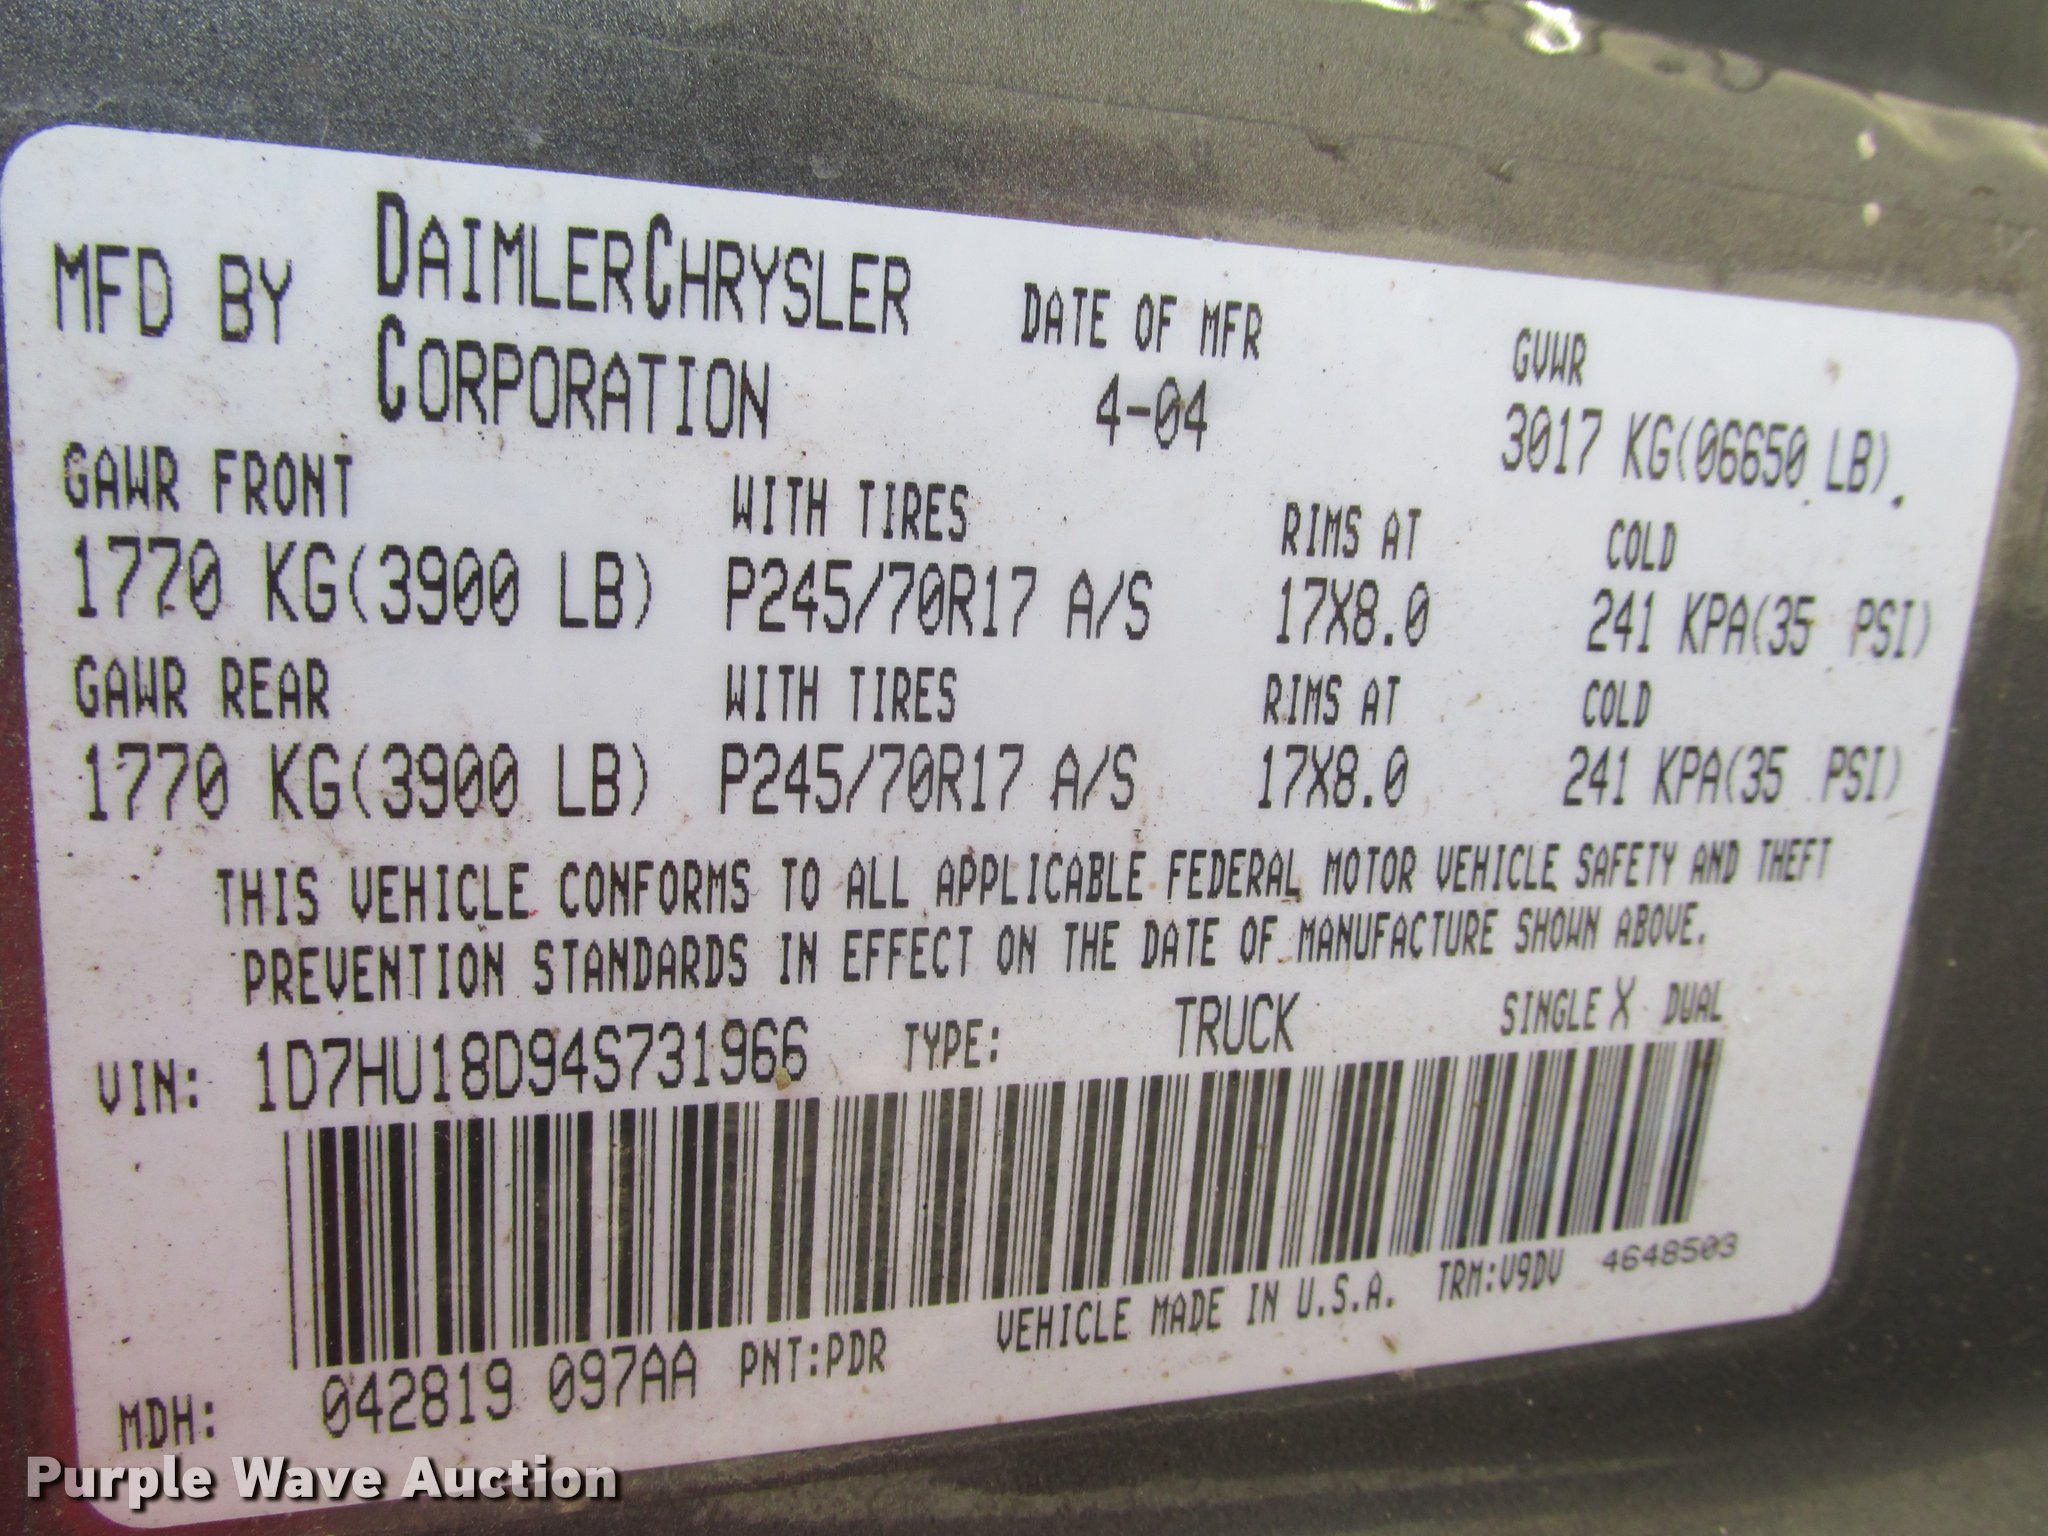 MFD BY DAIMLERCHRYSLER CORPORATION
DATE OF MFR
4-04
GVWR
3017 KG(06650 LB)
GAWR FRONT WITH TIRES RIMS AT COLD
1770 KG(3900 LB) P245/70R17 A/S 17X8.0 241 KPA(35 PSI)
GAWR REAR WITH TIRES RIMS AT COLD
1770 KG(3900 LB) P245/70R17 A/S 17X8.0 241 KPA(35 PSI)
THIS VEHICLE CONFORMS TO ALL APPLICABLE FEDERAL MOTOR VEHICLE SAFETY AND THEFT
PREVENTION STANDARDS IN EFFECT ON THE DATE OF MANUFACTURE SHOWN ABOVE.
VIN: 1D7HU18D94S731966 TYPE: TRUCK SINGLE X DUAL
MDH: 042819 097AA PNT:PDR VEHICLE MADE IN U.S.A. TRM:V9DV 4648503
Purple Wave Auction